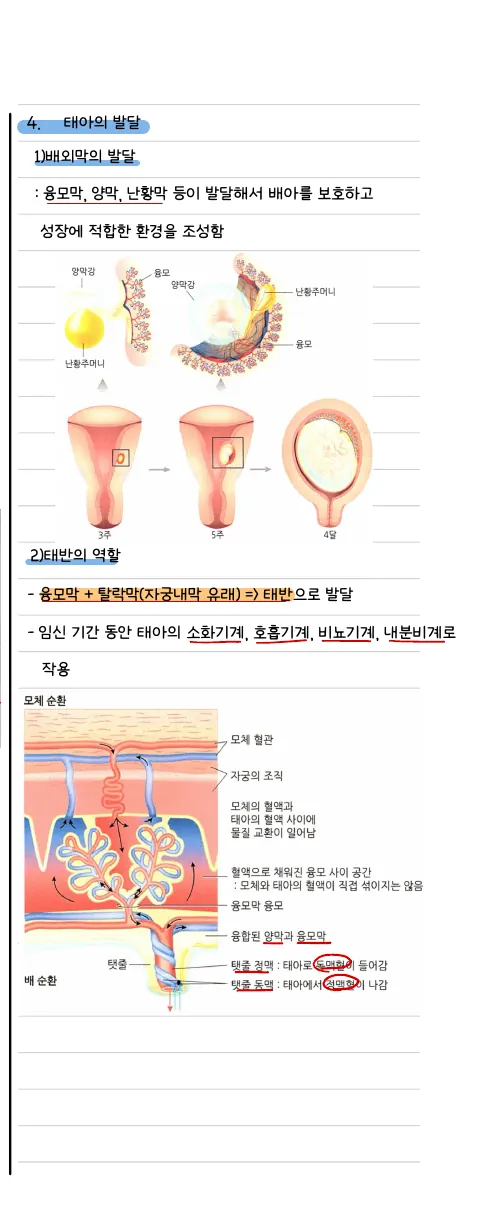 4. 태아의 발달
1)배외막의 발달
: 융모막, 양막, 난황막 등이 발달해서 배아를 보호하고
성장에 적합한 환경을 조성함
양막강
융모
난황주머니
양막강
난황주머니
융모
3주
5주
4달
2)태반의 역할
- 융모막 + 탈락막(자궁내막 유래) => 태반으로 발달
- 임신 기간 동안 태아의 소화기계, 호흡기계, 비뇨기계, 내분비계로
작용
모체 순환
모체 혈관
자궁의 조직
모체의 혈액과
태아의 혈액 사이에
물질 교환이 일어남
혈액으로 채워진 융모 사이 공간
: 모체와 태아의 혈액이 직접 섞이지는 않음
융모막 융모
융합된 양막과 융모막
탯줄
탯줄 정맥 : 태아로 동맥혈이 들어감
배 순환
탯줄 동맥 : 태아에서 정맥혈이 나감